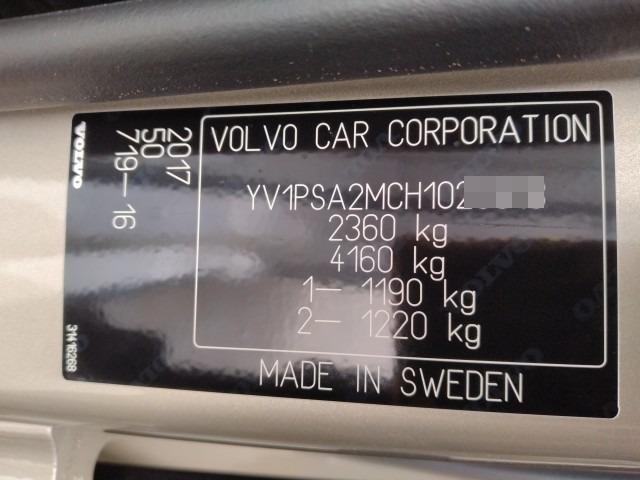 VOLVO CAR CORPORATION
YV1PSA2MCH102
2360 kg
4160 kg
1— 1190 kg
2— 1220 kg
MADE IN SWEDEN
2017
50
719—16
VOLVO
31416268